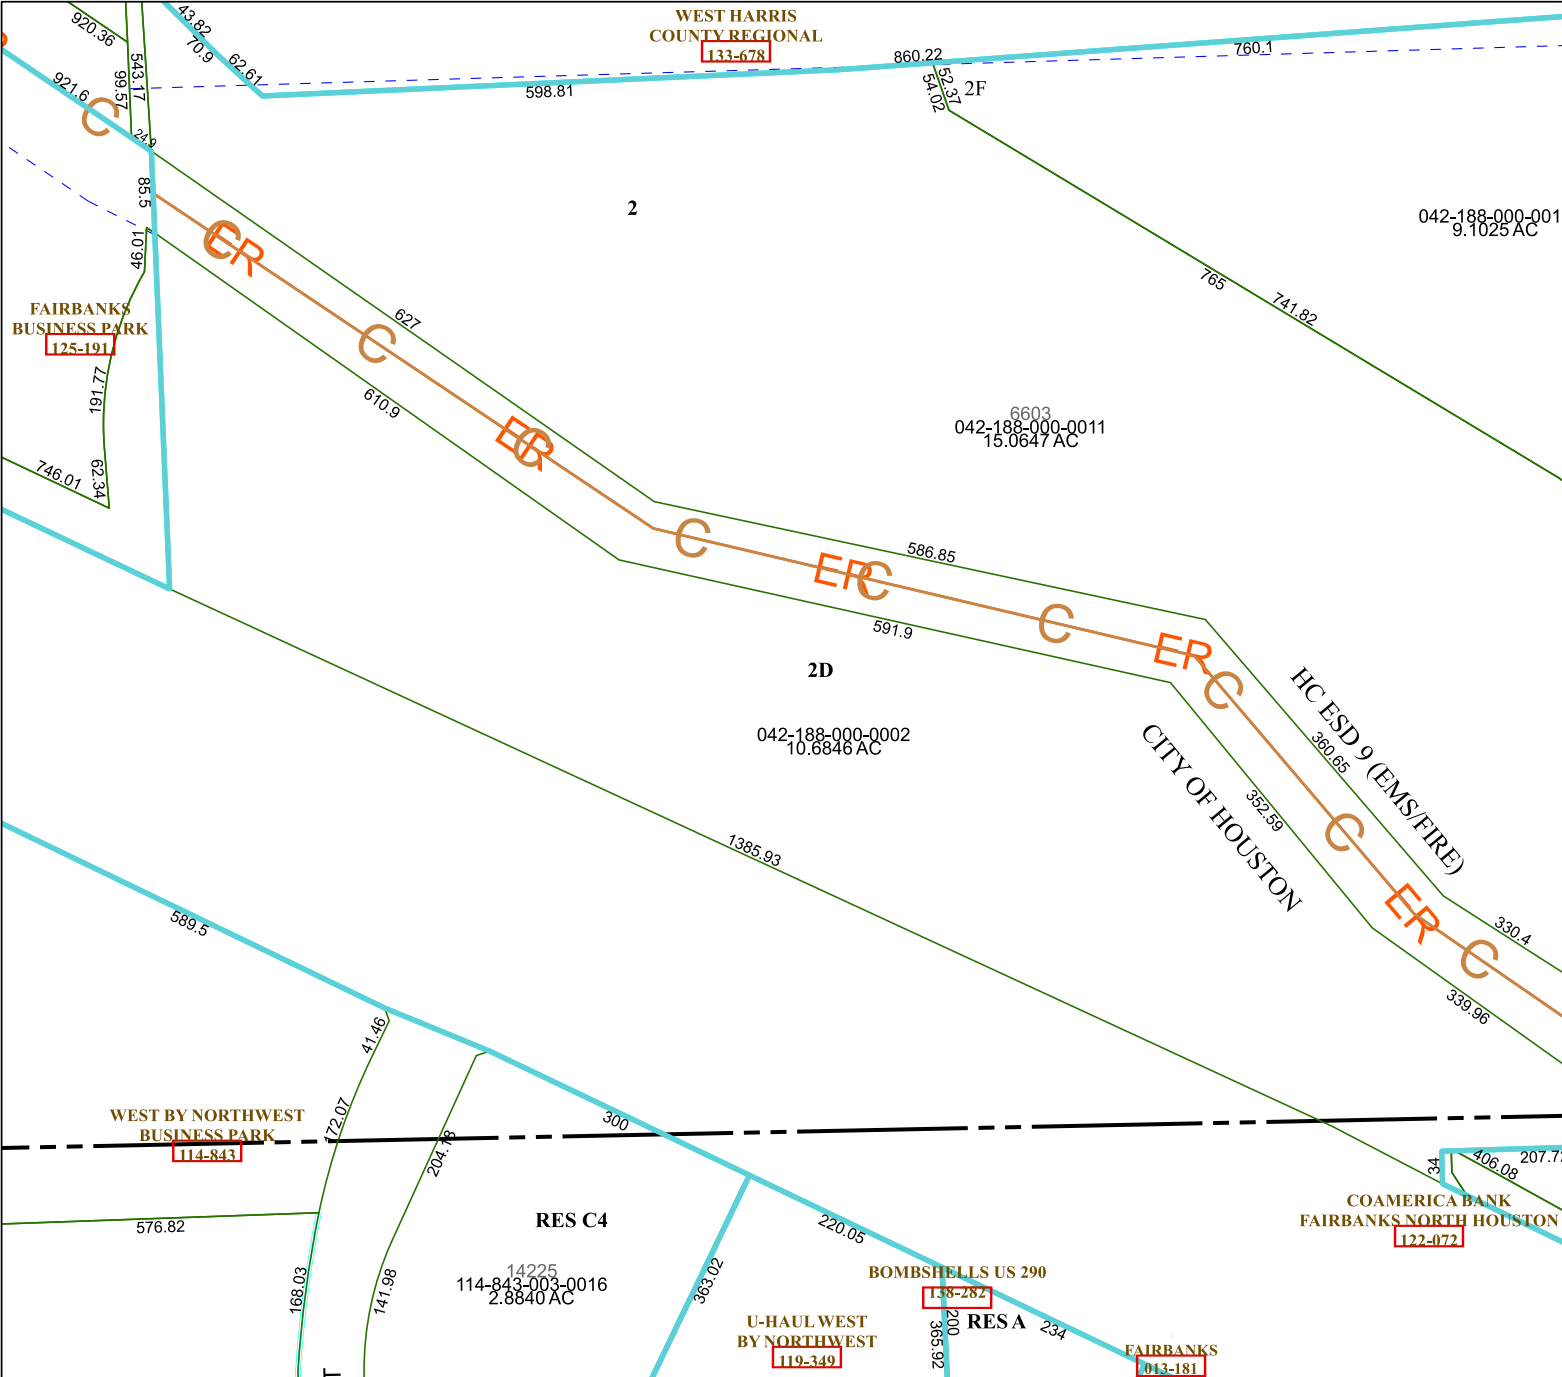 920.36
43.82
70.9
62.61
WEST HARRIS
COUNTY REGIONAL
133-678
598.81
860.22
760.1
52.37
54.02
2F
543.17
99.57
921.6
C
24.9
85.5
2
042-188-000-001
9.1025 AC
46.01
C
ER
765
741.82
FAIRBANKS
BUSINESS PARK
125-191
627
C
610.9
191.77
6603
042-188-000-0011
15.0647 AC
ER
C
746.01
62.34
C
586.85
ER
C
591.9
C
ER
C
2D
042-188-000-0002
10.6846 AC
HC ESD 9 (EMS/FIRE)
360.65
CITY OF HOUSTON
352.59
C
1385.93
ER
C
330.4
339.96
589.5
41.46
172.07
204.18
WEST BY NORTHWEST
BUSINESS PARK
114-843
300
34
406.08
207.73
COAMERICA BANK
FAIRBANKS NORTH HOUSTON
122-072
576.82
RES C4
220.05
14225
114-843-003-0016
2.8840 AC
168.03
141.98
363.02
BOMBSHELLS US 290
138-282
200
365.92
RES A
234
U-HAUL WEST
BY NORTHWEST
119-349
FAIRBANKS
013-181
T